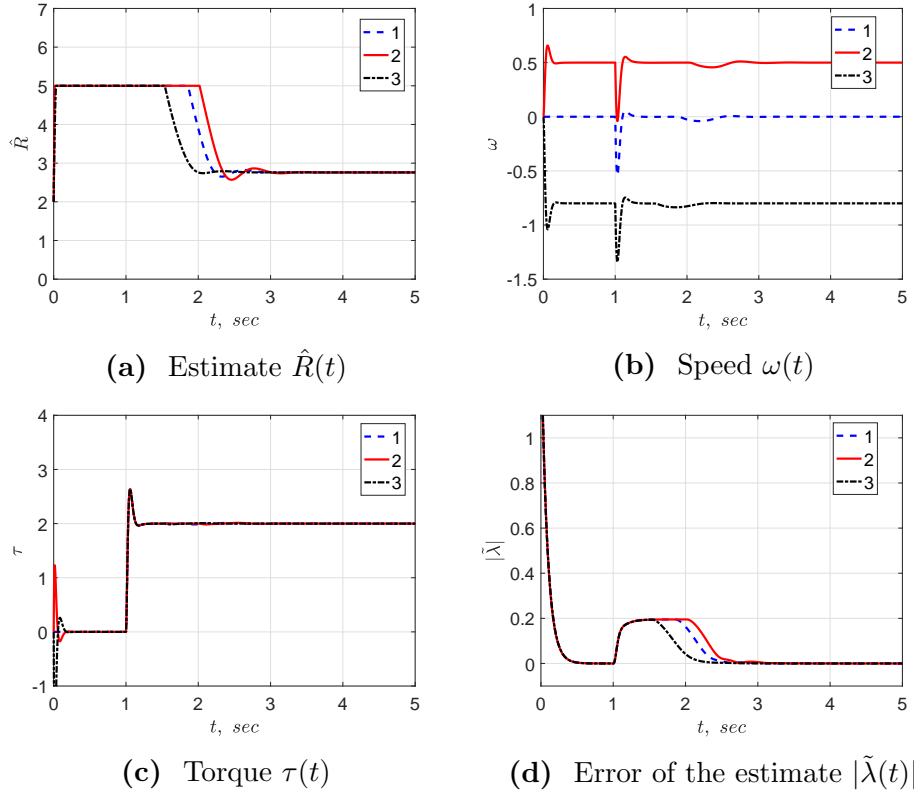 7
6
5
4
3
2
1
0
R̂
0 1 2 3 4 5
t, sec
1
2
3
(a) Estimate R̂(t)
1
0.5
0
-0.5
-1
-1.5
ω
0 1 2 3 4 5
t, sec
1
2
3
(b) Speed ω(t)
4
3
2
1
0
-1
τ
0 1 2 3 4 5
t, sec
1
2
3
(c) Torque τ(t)
1
0.8
0.6
0.4
0.2
0
|λ̃|
0 1 2 3 4 5
t, sec
1
2
3
(d) Error of the estimate |λ̃(t)|